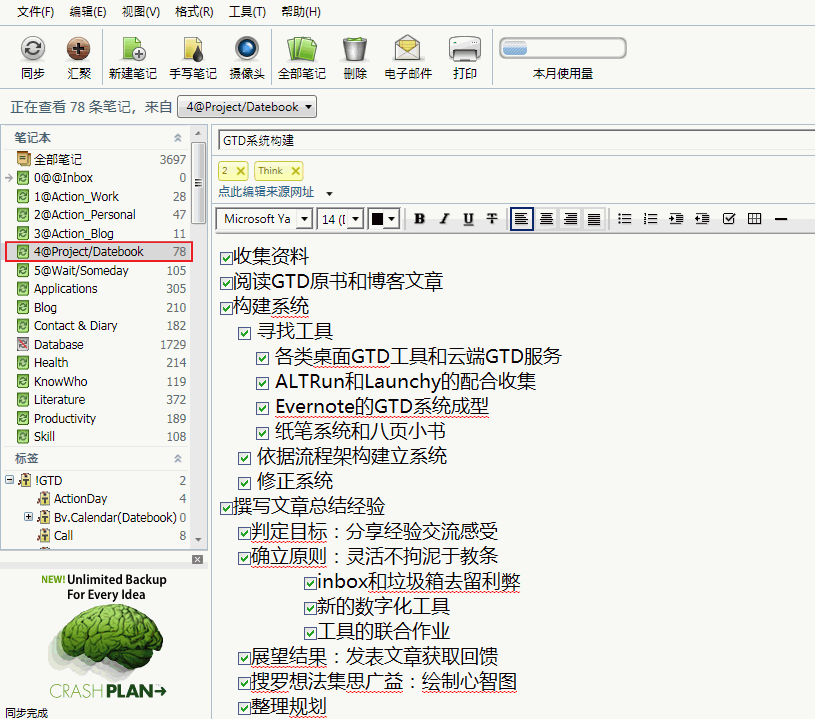 文件(F) 编辑(E) 视图(V) 格式(R) 工具(T) 帮助(H)
同步 汇聚 新建笔记 手写笔记 摄像头 全部笔记 删除 电子邮件 打印 本月使用量
正在查看 78 条笔记，来自 4@Project/Datebook
笔记本
全部笔记 3697
0@@Inbox 0
1@Action_Work 28
2@Action_Personal 47
3@Action_Blog 11
4@Project/Datebook 78
5@Wait/Someday 105
Applications 305
Blog 210
Contact & Diary 182
Database 1729
Health 214
KnowWho 119
Literature 372
Productivity 189
Skill 108
标签
!GTD 2
ActionDay 4
Bv.Calendar(Datebook) 0
Call 8
NEW! Unlimited Backup
For Every Idea
CRASHPLAN
同步完成
GTD系统构建
2 Think
点此编辑来源网址
Microsoft Ya 14 ( B I U T
收集资料
阅读GTD原书和博客文章
构建系统
寻找工具
各类桌面GTD工具和云端GTD服务
ALTRun和Launchy的配合收集
Evernote的GTD系统成型
纸笔系统和八页小书
依据流程架构建立系统
修正系统
撰写文章总结经验
判定目标：分享经验交流感受
确立原则：灵活不拘泥于教条
inbox和垃圾箱去留利弊
新的数字化工具
工具的联合作业
展望结果：发表文章获取回馈
搜罗想法集思广益：绘制心智图
整理规划